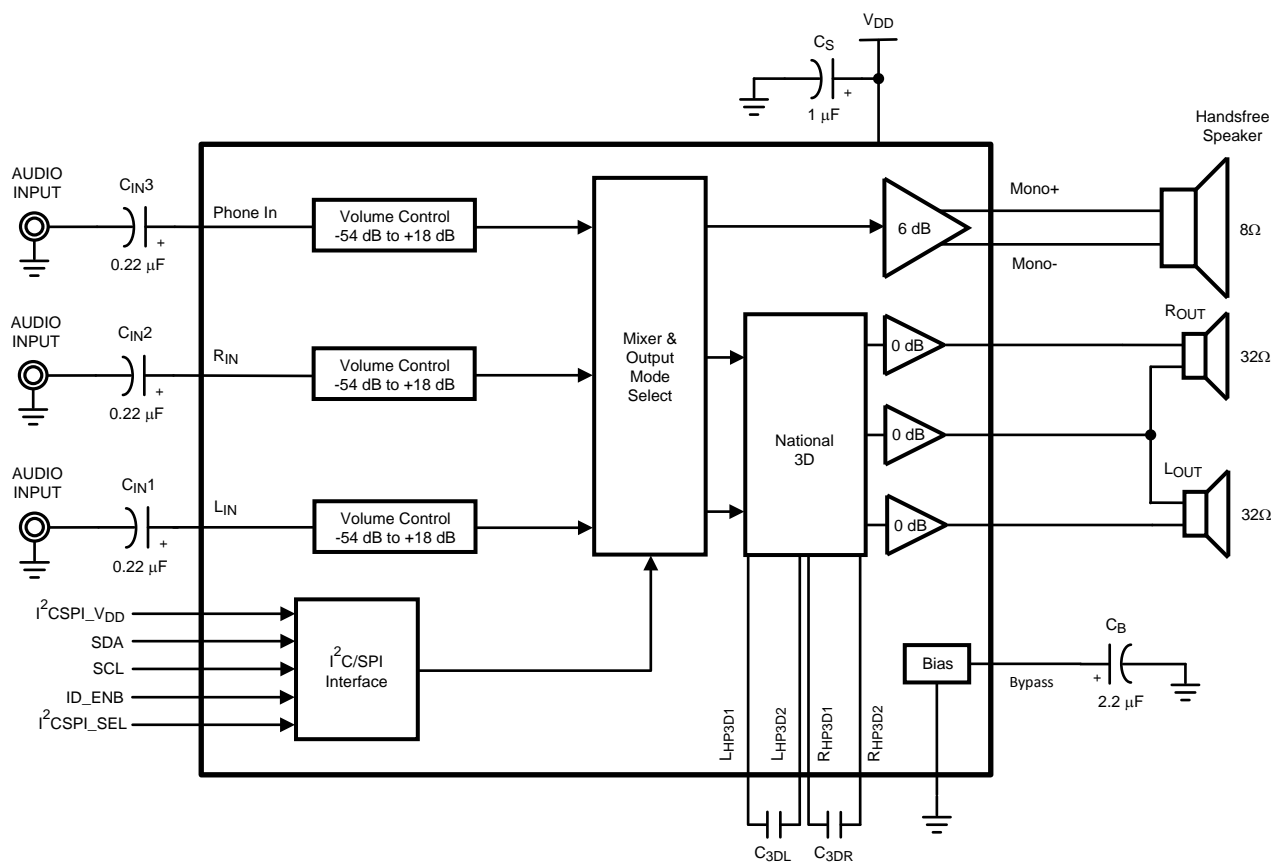 VDD
CS
1 μF
Handsfree
Speaker
AUDIO
INPUT
CIN3
0.22 μF
Phone In
Volume Control
-54 dB to +18 dB
6 dB
Mono+
Mono-
8Ω
AUDIO
INPUT
CIN2
0.22 μF
RIN
Volume Control
-54 dB to +18 dB
Mixer &
Output
Mode
Select
ROUT
0 dB
32Ω
National
3D
0 dB
AUDIO
INPUT
CIN1
0.22 μF
LIN
Volume Control
-54 dB to +18 dB
LOUT
0 dB
32Ω
I²CSPI_VDD
SDA
SCL
ID_ENB
I²CSPI_SEL
I²C/SPI
Interface
Bias
Bypass
CB
2.2 μF
LHP3D1
LHP3D2
RHP3D1
RHP3D2
C3DL
C3DR